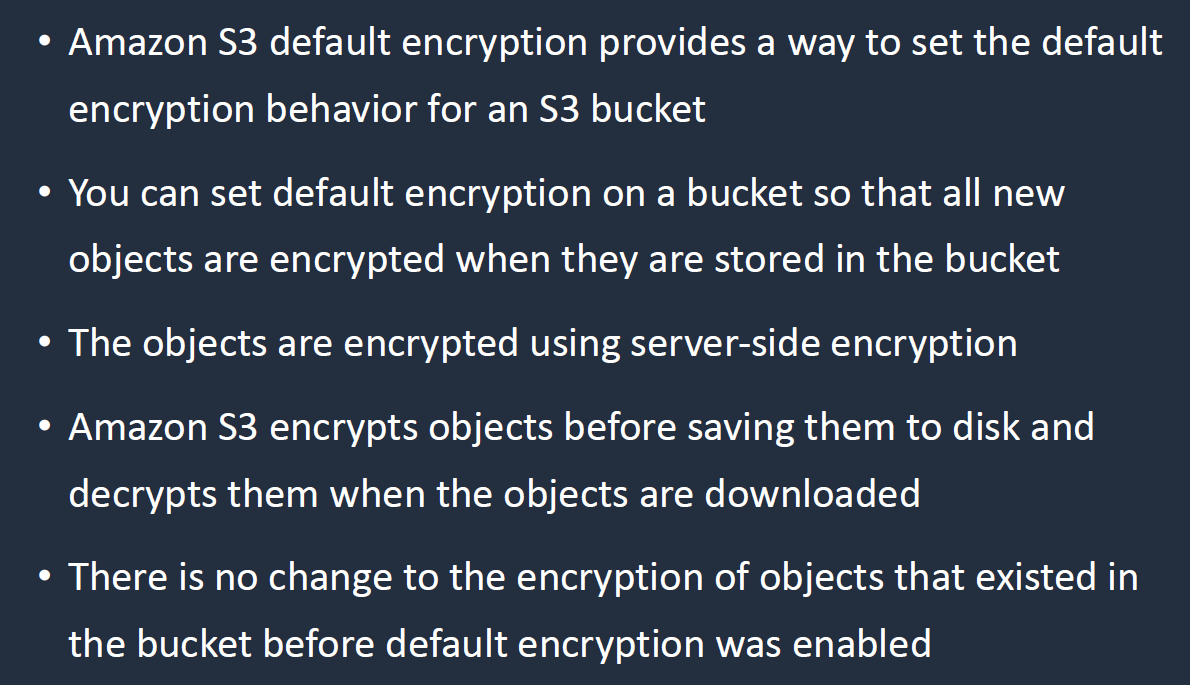 • Amazon S3 default encryption provides a way to set the default
encryption behavior for an S3 bucket
• You can set default encryption on a bucket so that all new
objects are encrypted when they are stored in the bucket
• The objects are encrypted using server-side encryption
• Amazon S3 encrypts objects before saving them to disk and
decrypts them when the objects are downloaded
• There is no change to the encryption of objects that existed in
the bucket before default encryption was enabled